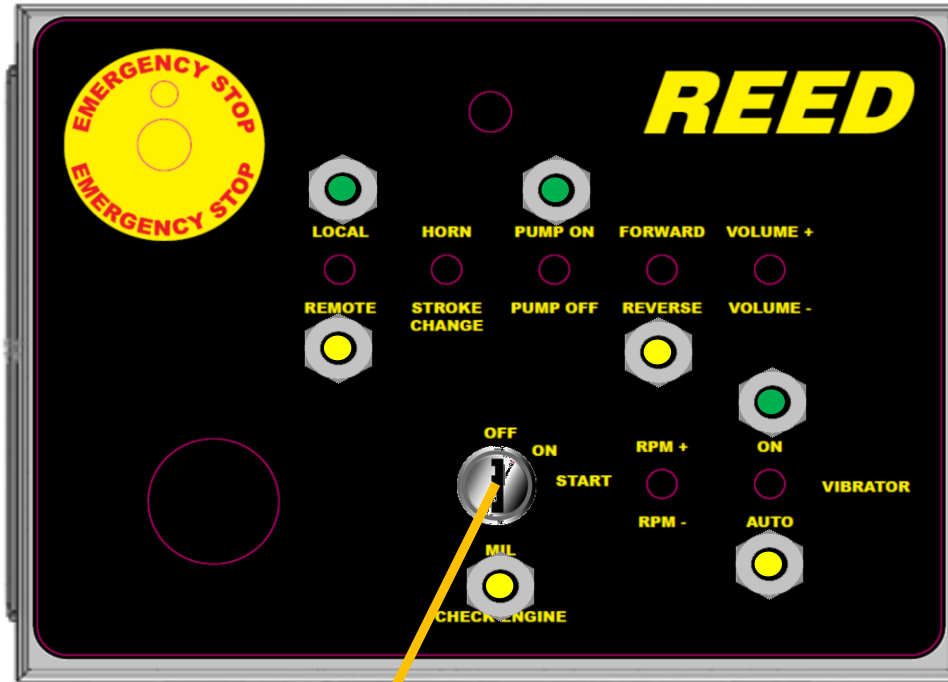 EMERGENCY STOP
EMERGENCY STOP
REED
LOCAL
HORN
PUMP ON
FORWARD
VOLUME +
REMOTE
STROKE
CHANGE
PUMP OFF
REVERSE
VOLUME -
OFF
ON
START
RPM +
ON
VIBRATOR
RPM -
AUTO
MIL
CHECK ENGINE